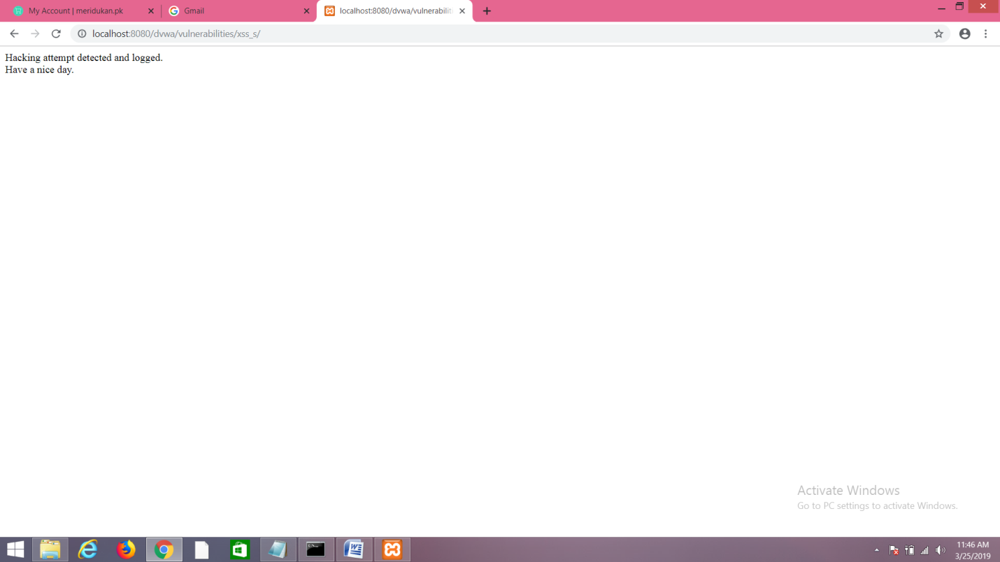 My Account | meridukan.pk
Gmail
localhost:8080/dvwa/vulnerabiliti
localhost:8080/dvwa/vulnerabilities/xss_s/
Hacking attempt detected and logged.
Have a nice day.
Activate Windows
Go to PC settings to activate Windows.
11:46 AM
3/25/2019